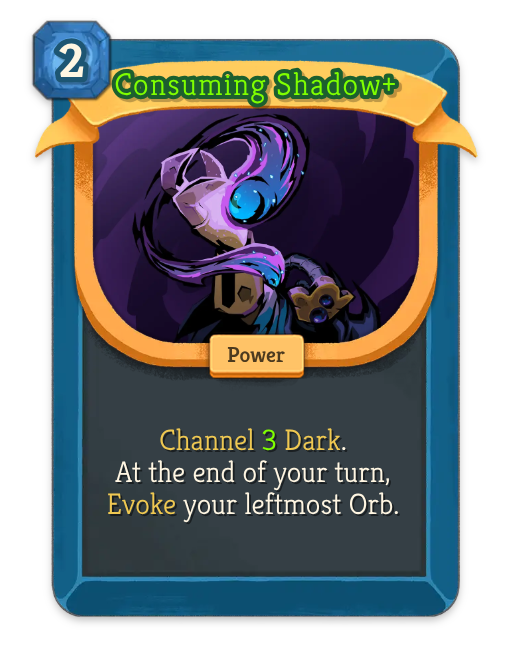 2
Consuming Shadow+
Power
Channel 3 Dark.
At the end of your turn,
Evoke your leftmost Orb.